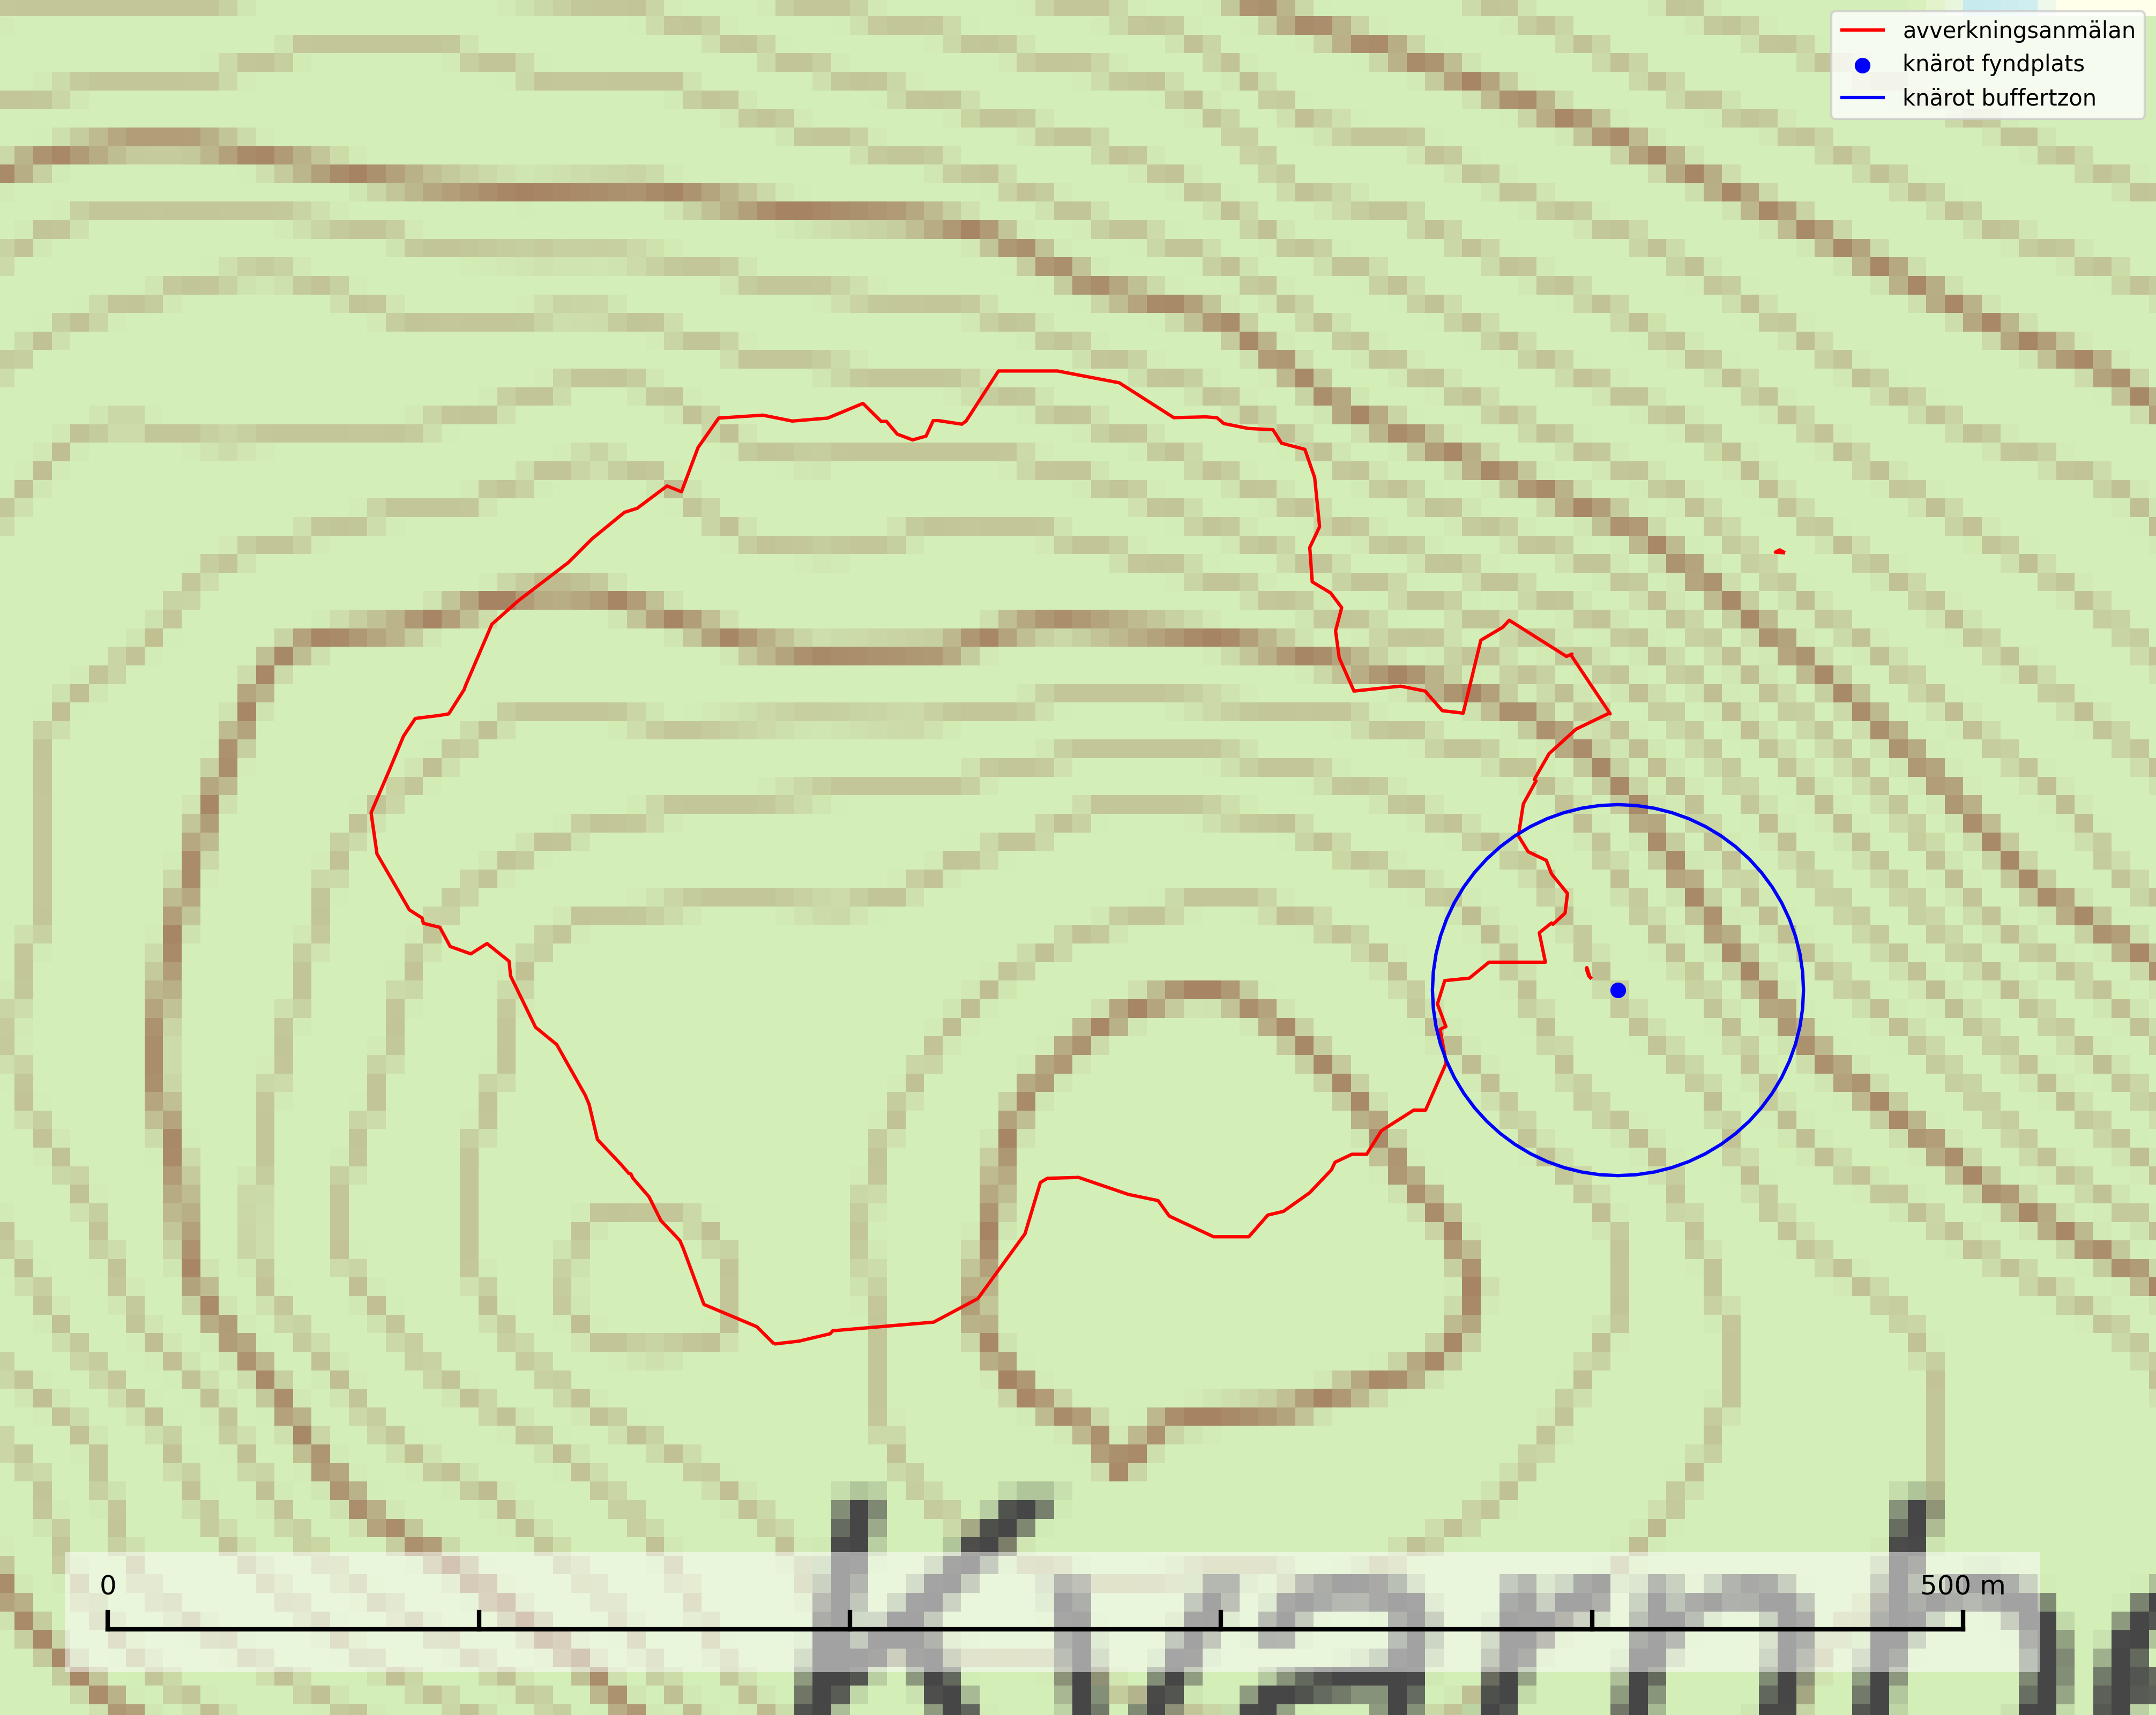 avverkningsanmälan
knärot fyndplats
knärot buffertzon
0
500 m